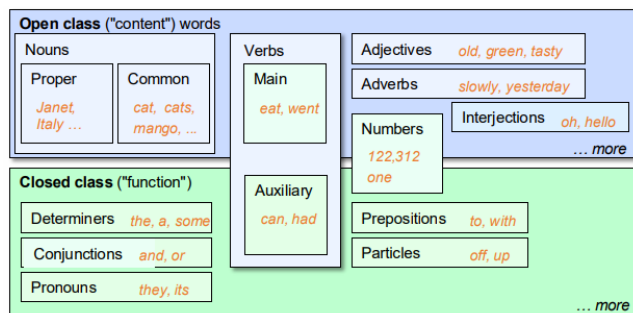 Open class ("content") words
Nouns
Proper
Janet,
Italy …
Common
cat, cats,
mango, ...
Verbs
Main
eat, went
Adjectives old, green, tasty
Adverbs slowly, yesterday
Interjections oh, hello
Numbers
122,312
one
… more
Closed class ("function")
Auxiliary
can, had
Determiners the, a, some
Conjunctions and, or
Pronouns they, its
Prepositions to, with
Particles off, up
… more